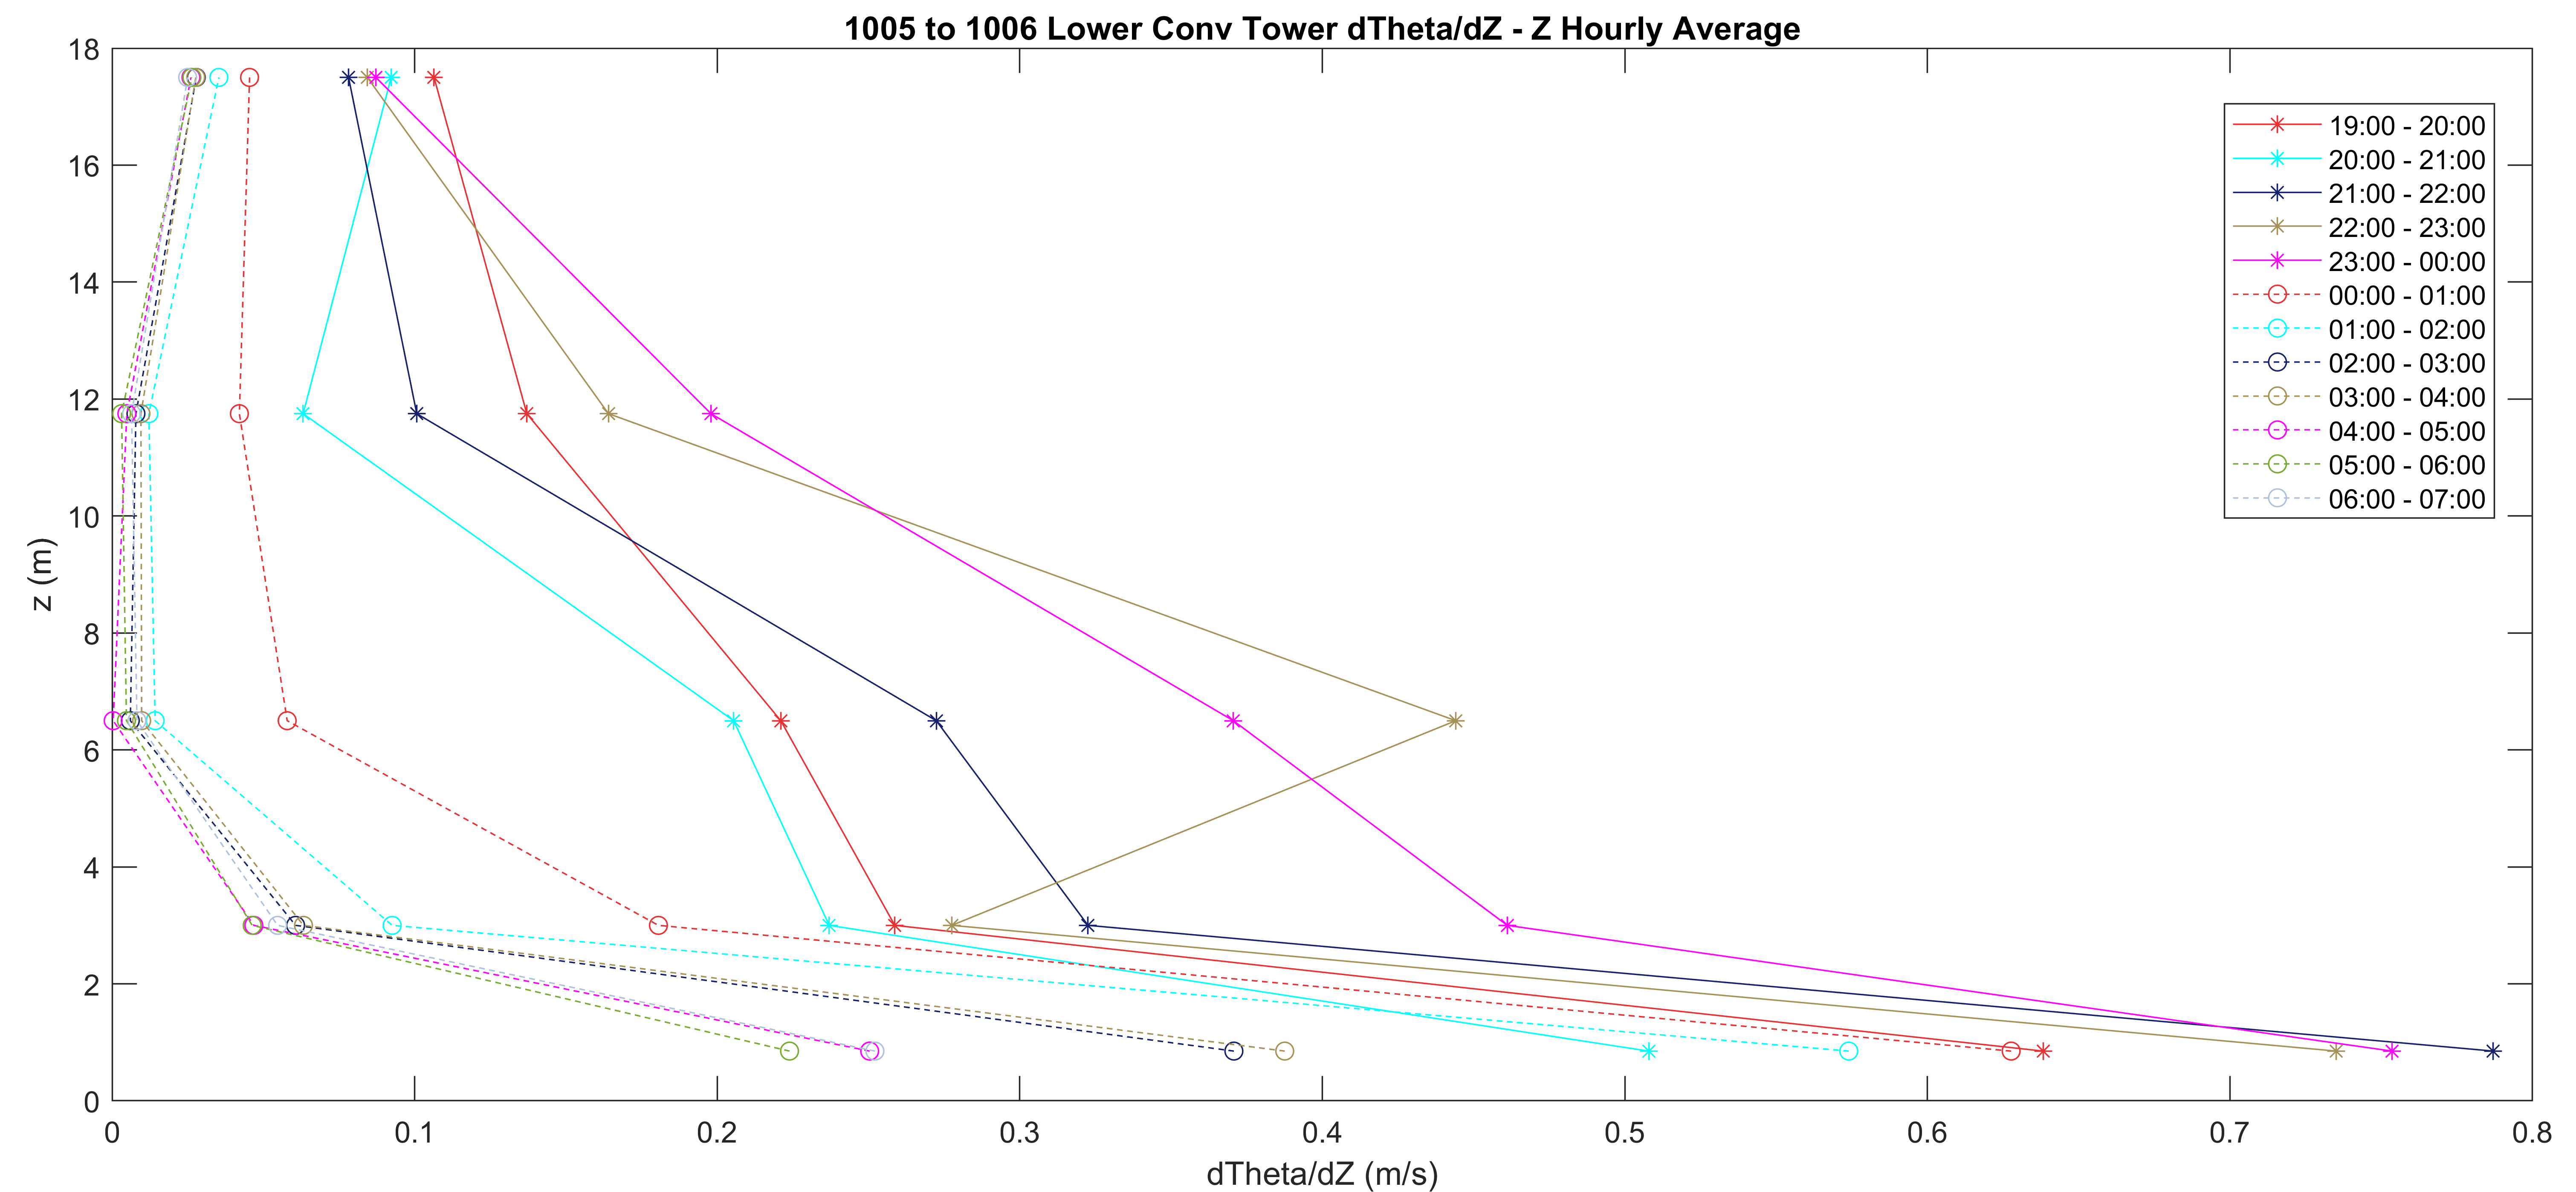 1005 to 1006 Lower Conv Tower dTheta/dZ - Z Hourly Average
18
16
14
12
10
8
6
4
2
0
z (m)
19:00 - 20:00
20:00 - 21:00
21:00 - 22:00
22:00 - 23:00
23:00 - 00:00
00:00 - 01:00
01:00 - 02:00
02:00 - 03:00
03:00 - 04:00
04:00 - 05:00
05:00 - 06:00
06:00 - 07:00
0 0.1 0.2 0.3 0.4 0.5 0.6 0.7 0.8
dTheta/dZ (m/s)